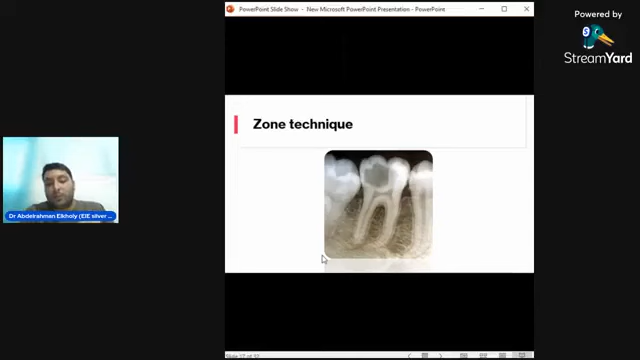 PowerPoint Slide Show - New Microsoft PowerPoint Presentation - PowerPoint
Powered by
StreamYard
Zone technique
Dr Abdelrahman Elkholy (EIE silver ...